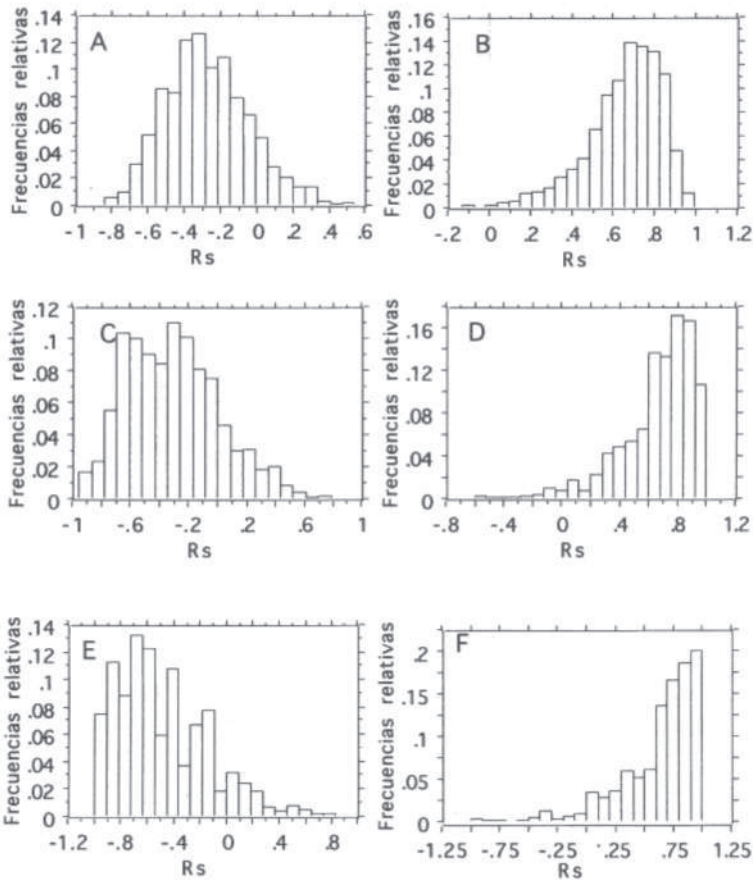 A
Frecuencias relativas
.14
.12
.1
.08
.06
.04
.02
0
-1 -.8 -.6 -.4 -.2 0 .2 .4 .6
Rs
B
Frecuencias relativas
.16
.14
.12
.1
.08
.06
.04
.02
0
-.2 0 .2 .4 .6 .8 1 1.2
Rs
C
Frecuencias relativas
.12
.1
.08
.06
.04
.02
0
-1 -.6 -.2 .2 .6 1
Rs
D
Frecuencias relativas
.16
.12
.08
.04
0
-.8 -.4 0 .4 .8 1.2
Rs
E
Frecuencias relativas
.14
.12
.1
.08
.06
.04
.02
0
-1.2 -.8 -.4 0 .4 .8
Rs
F
Frecuencias relativas
.2
.15
.1
.05
0
-1.25 -.75 -.25 .25 .75 1.25
Rs